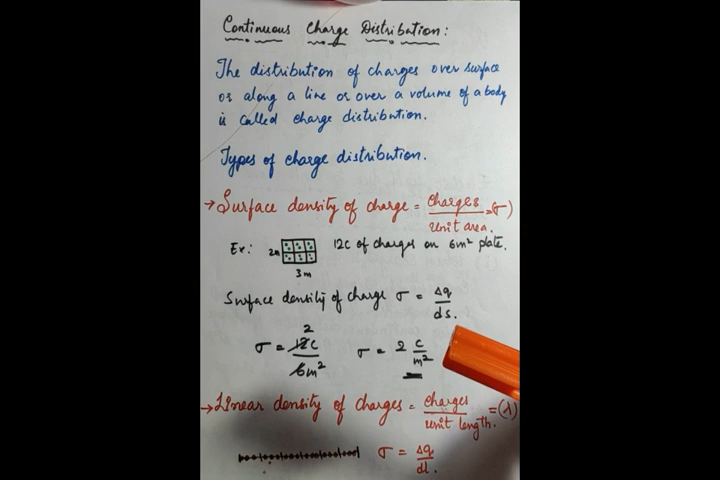 Continuous Charge Distribution:
The distribution of charges over surface
or along a line or over a volume of a body
is called charge distribution.
Types of charge distribution.
→ Surface density of charge = charges / unit area. = (σ)
Ex: 2m 3m 12C of charges on 6m² plate.
Surface density of charge σ = Δq / ds.
σ = 12C / 6m² 2 σ = 2 C / m²
→ Linear density of charges = charges / unit length. = (λ)
σ = Δq / dl.